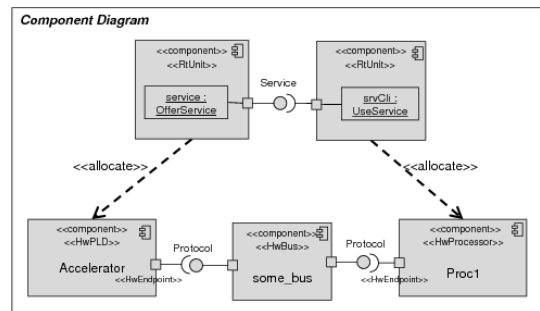 Component Diagram
<<component>>
<<RtUnit>>
service :
OfferService
Service
<<component>>
<<RtUnit>>
srvCli :
UseService
<<allocate>>
<<allocate>>
<<component>>
<<HwPLD>>
Accelerator
<<HwEndpoint>>
Protocol
<<component>>
<<HwBus>>
some_bus
Protocol
<<HwEndpoint>>
<<component>>
<<HwProcessor>>
Proc1